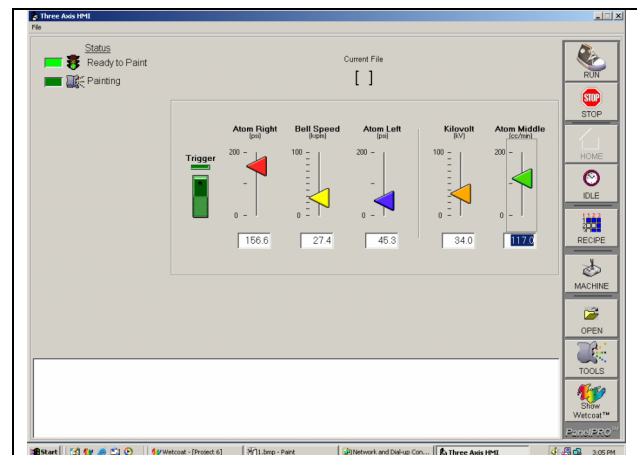 Three Axis HMI
File
Status
Ready to Paint
Painting
Current File
[ ]
RUN
STOP
STOP
HOME
IDLE
RECIPE
MACHINE
OPEN
TOOLS
Show
Wetcoat™
PanelPRO™
Trigger
Atom Right
(psi)
200
0
156.6
Bell Speed
(krpm)
100
0
27.4
Atom Left
(psi)
200
0
45.3
Kilovolt
(kV)
100
0
34.0
Atom Middle
(cc/min)
200
0
117.0
Start
Wetcoat - [Project 6]
1.bmp - Paint
Network and Dial-up Con...
Three Axis HMI
3:05 PM